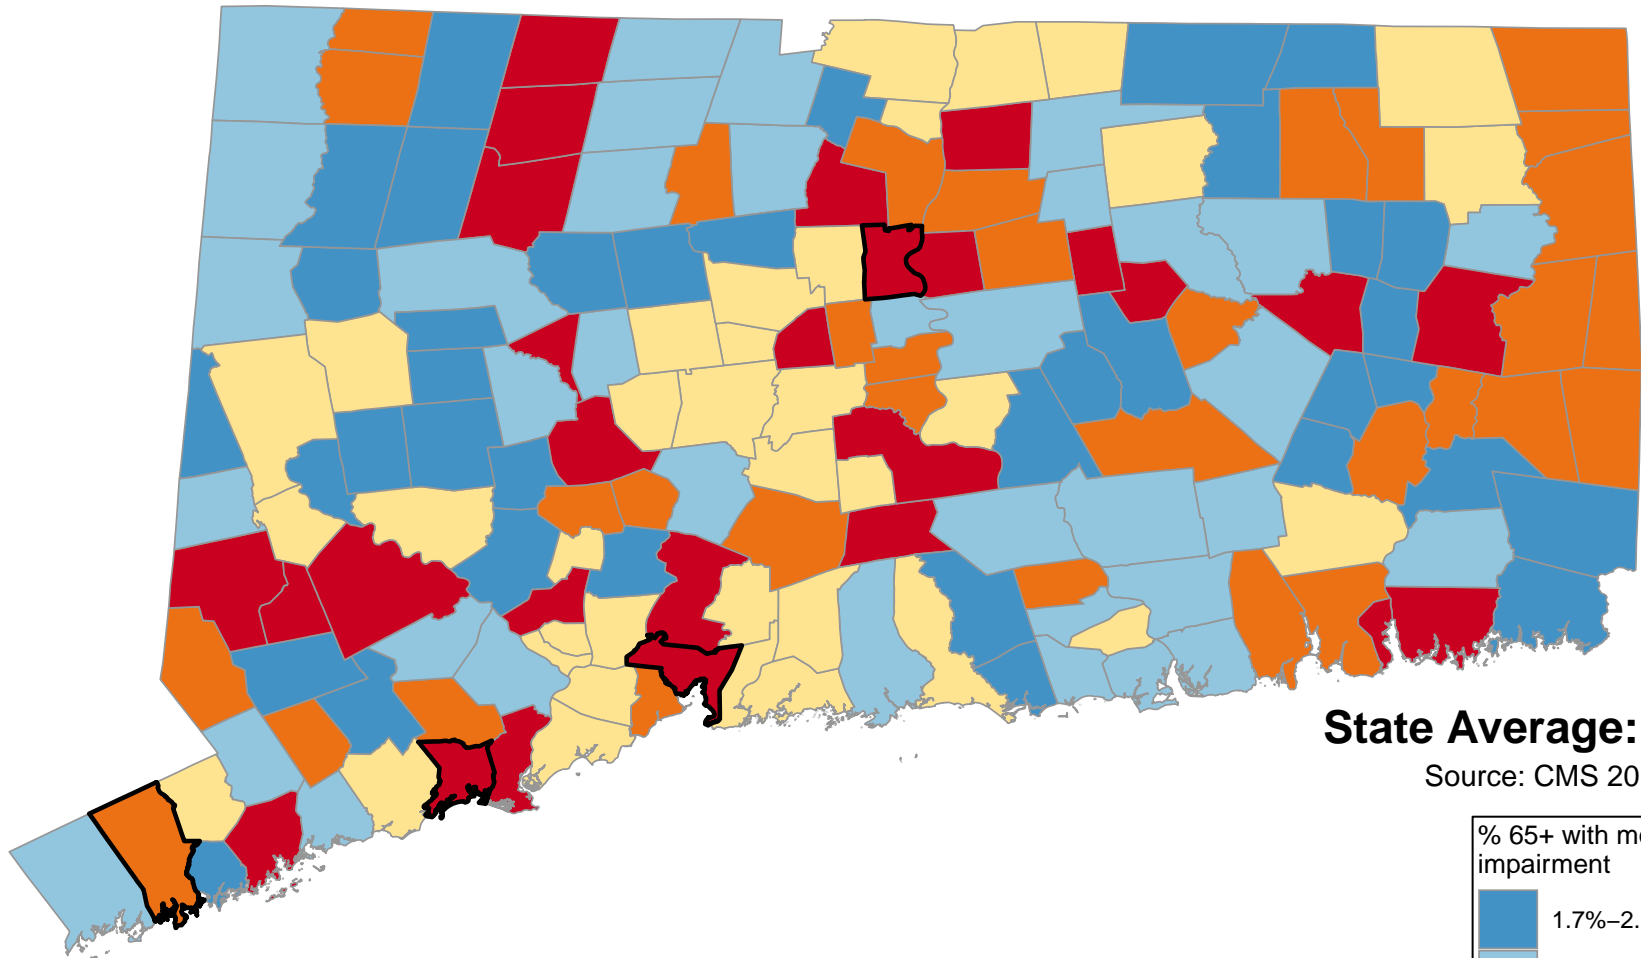 State Average:
Source: CMS 20
% 65+ with
impairment
1.7%–2.